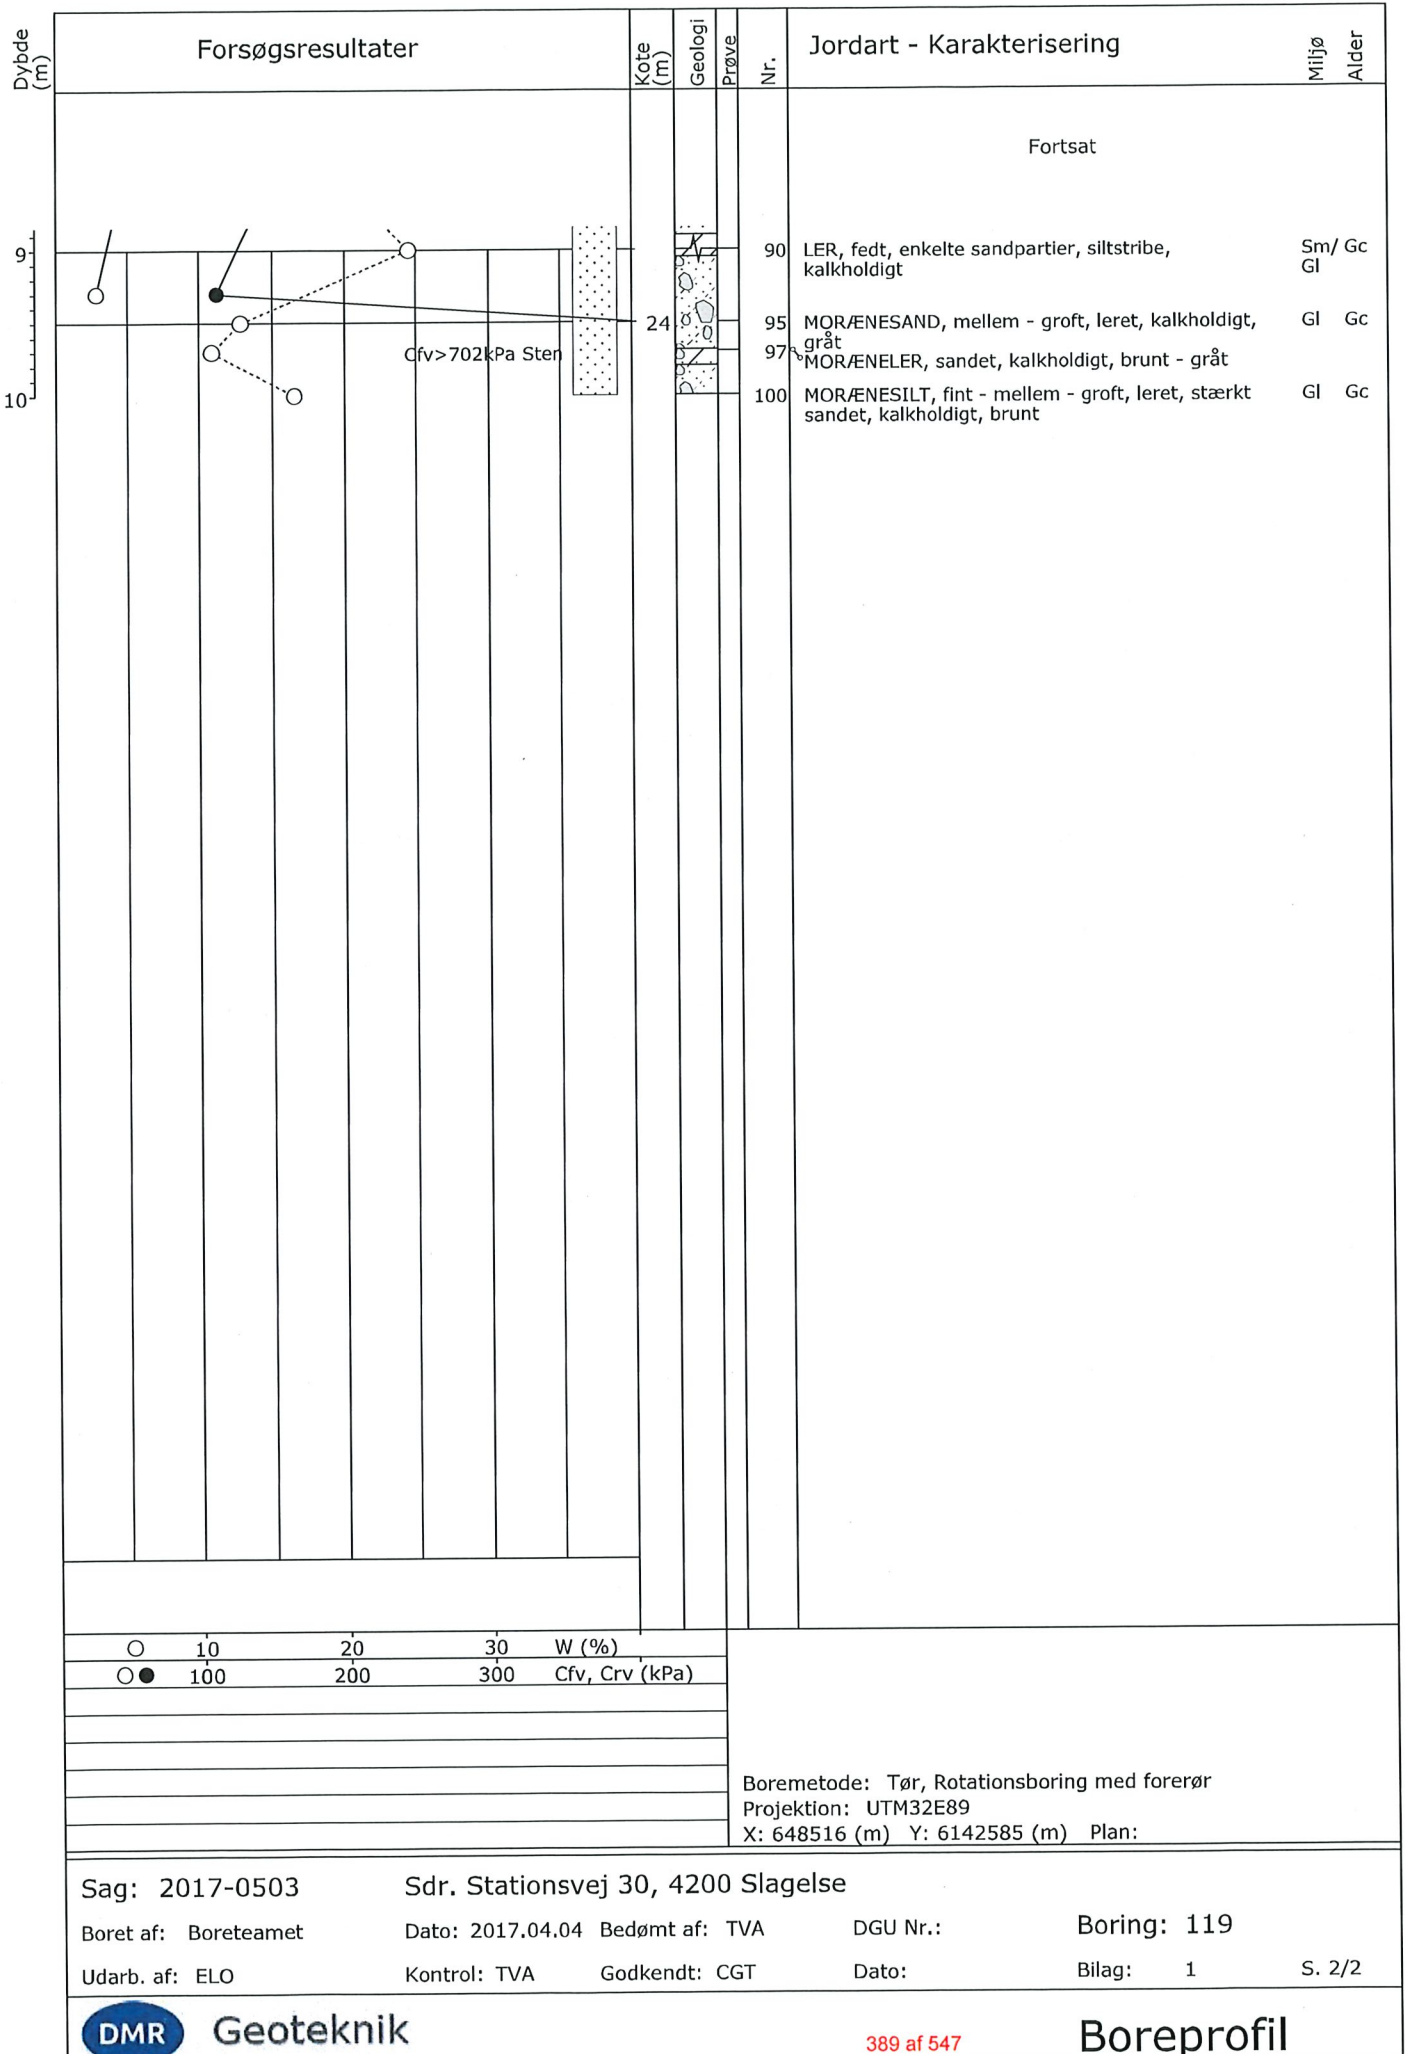 Dybde (m)
Forsøgsresultater
Kote (m)
Geologi
Prøve
Nr.
Jordart - Karakterisering
Miljø
Alder
Fortsat
9
90 LER, fedt, enkelte sandpartier, siltstribe, Sm/ Gc
kalkholdigt Gl
24 95 MORÆNESAND, mellem - groft, leret, kalkholdigt, Gl Gc
gråt
Cfv>702kPa Sten 97 MORÆNELER, sandet, kalkholdigt, brunt - gråt
10 100 MORÆNESILT, fint - mellem - groft, leret, stærkt Gl Gc
sandet, kalkholdigt, brunt
10 20 30 W (%)
100 200 300 Cfv, Crv (kPa)
Boremetode: Tør, Rotationsboring med forerør
Projektion: UTM32E89
X: 648516 (m) Y: 6142585 (m) Plan:
Sag: 2017-0503 Sdr. Stationsvej 30, 4200 Slagelse
Boret af: Boreteamet Dato: 2017.04.04 Bedømt af: TVA DGU Nr.: Boring: 119
Udarb. af: ELO Kontrol: TVA Godkendt: CGT Dato: Bilag: 1 S. 2/2
DMR Geoteknik 389 af 547 Boreprofil